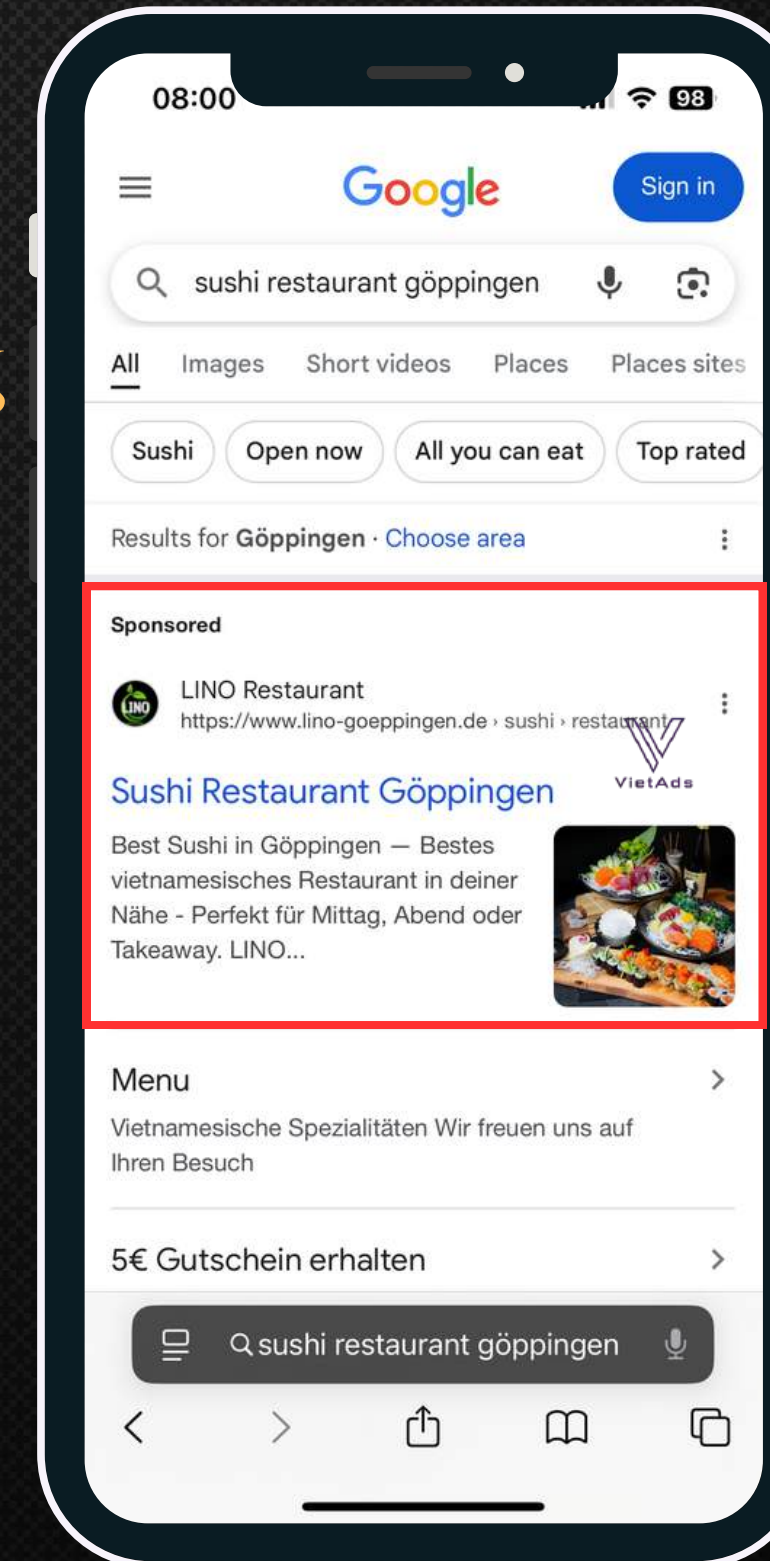 08:00
98
Google
Sign in
sushi restaurant göppingen
All Images Short videos Places Places sites
Sushi Open now All you can eat Top rated
Results for Göppingen · Choose area
Sponsored
LINO
LINO Restaurant
https://www.lino-goeppingen.de › sushi › restaurant
VietAds
Sushi Restaurant Göppingen
Best Sushi in Göppingen — Bestes
vietnamesisches Restaurant in deiner
Nähe - Perfekt für Mittag, Abend oder
Takeaway. LINO...
Menu
Vietnamesische Spezialitäten Wir freuen uns auf
Ihren Besuch
5€ Gutschein erhalten
sushi restaurant göppingen